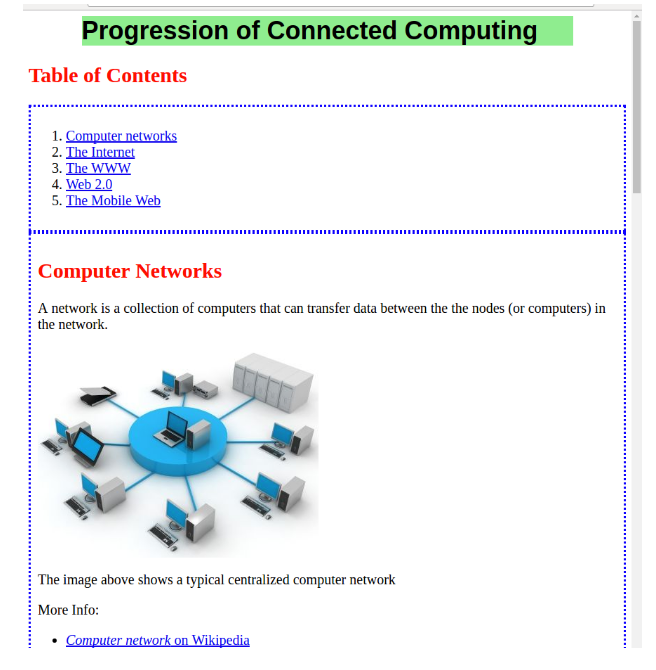 Progression of Connected Computing
Table of Contents
1. Computer networks
2. The Internet
3. The WWW
4. Web 2.0
5. The Mobile Web
Computer Networks
A network is a collection of computers that can transfer data between the the nodes (or computers) in
the network.
The image above shows a typical centralized computer network
More Info:
• Computer network on Wikipedia